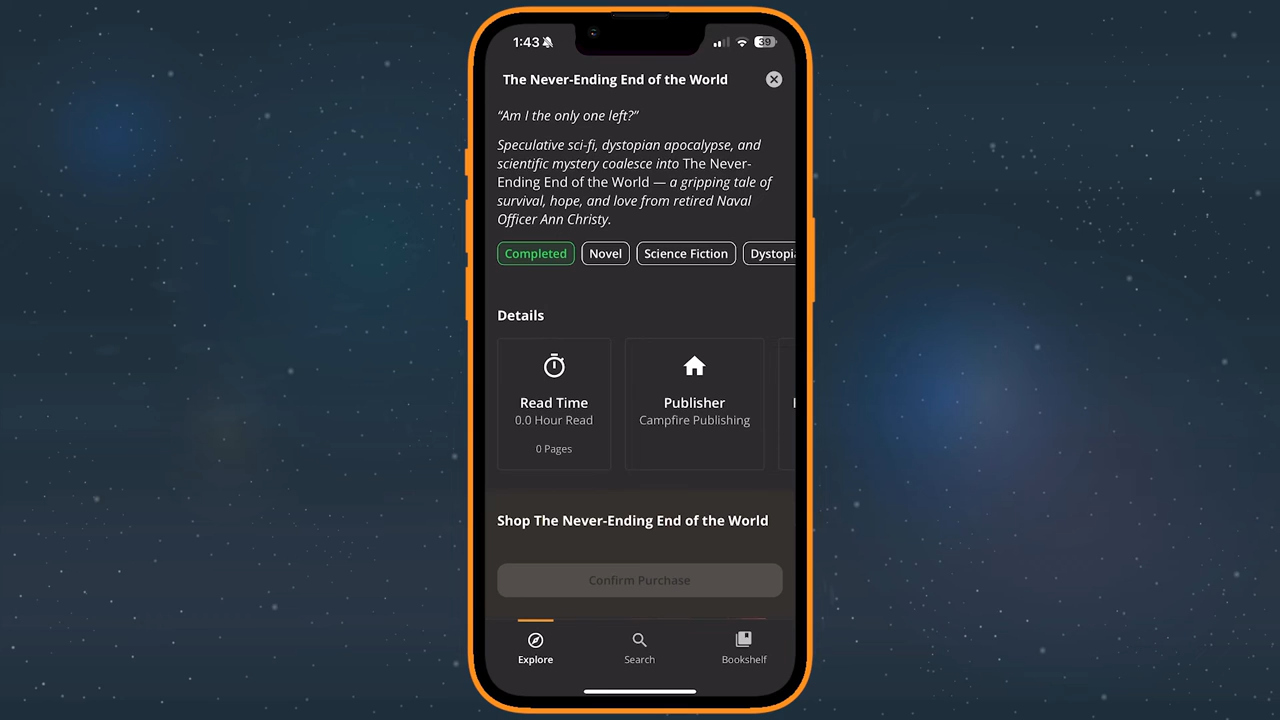 1:43
39
The Never-Ending End of the World
“Am I the only one left?”
Speculative sci-fi, dystopian apocalypse, and
scientific mystery coalesce into The Never-
Ending End of the World — a gripping tale of
survival, hope, and love from retired Naval
Officer Ann Christy.
Completed
Novel
Science Fiction
Details
Read Time
0.0 Hour Read
0 Pages
Publisher
Campfire Publishing
Shop The Never-Ending End of the World
Confirm Purchase
Explore
Search
Bookshelf